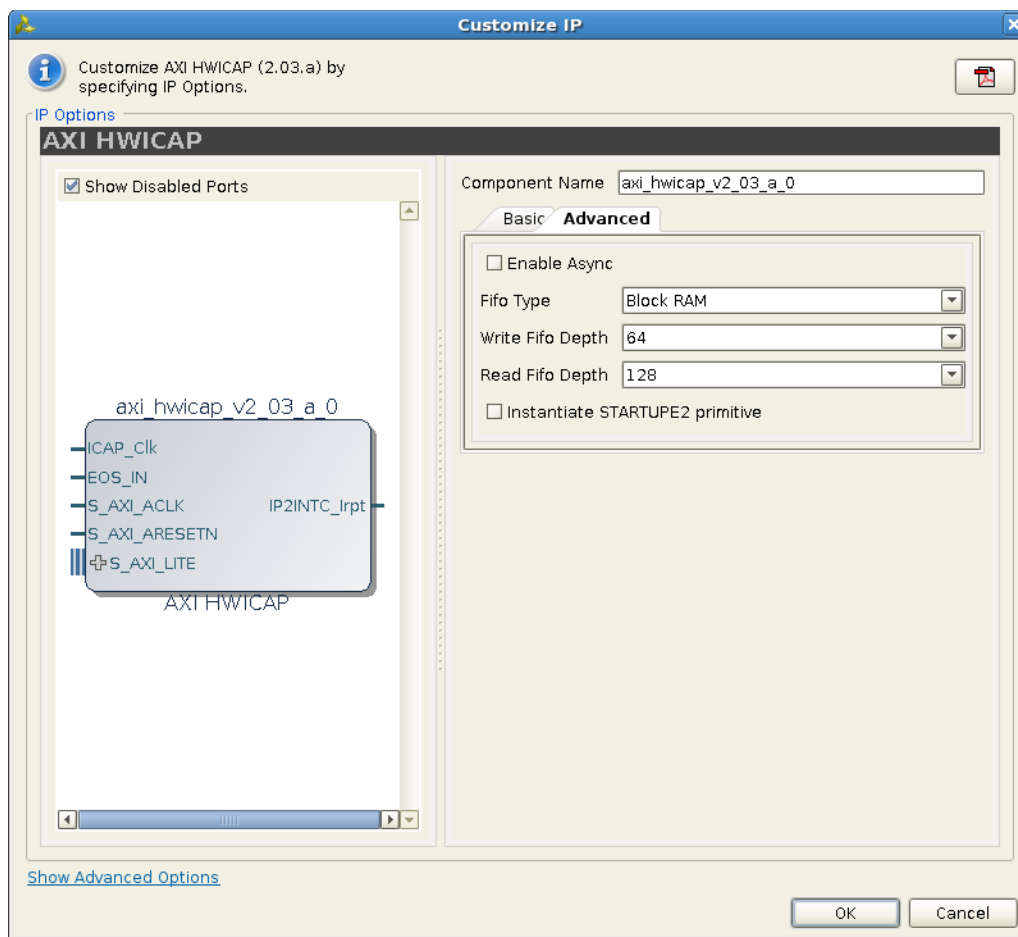 Customize IP
Customize AXI HWICAP (2.03.a) by
specifying IP Options.
IP Options
AXI HWICAP
Show Disabled Ports
axi_hwicap_v2_03_a_0
ICAP_Clk
EOS_IN
S_AXI_ACLK
IP2INTC_Irpt
S_AXI_ARESETN
S_AXI_LITE
AXI HWICAP
Component Name axi_hwicap_v2_03_a_0
Basic Advanced
Enable Async
Fifo Type Block RAM
Write Fifo Depth 64
Read Fifo Depth 128
Instantiate STARTUPE2 primitive
Show Advanced Options
OK Cancel